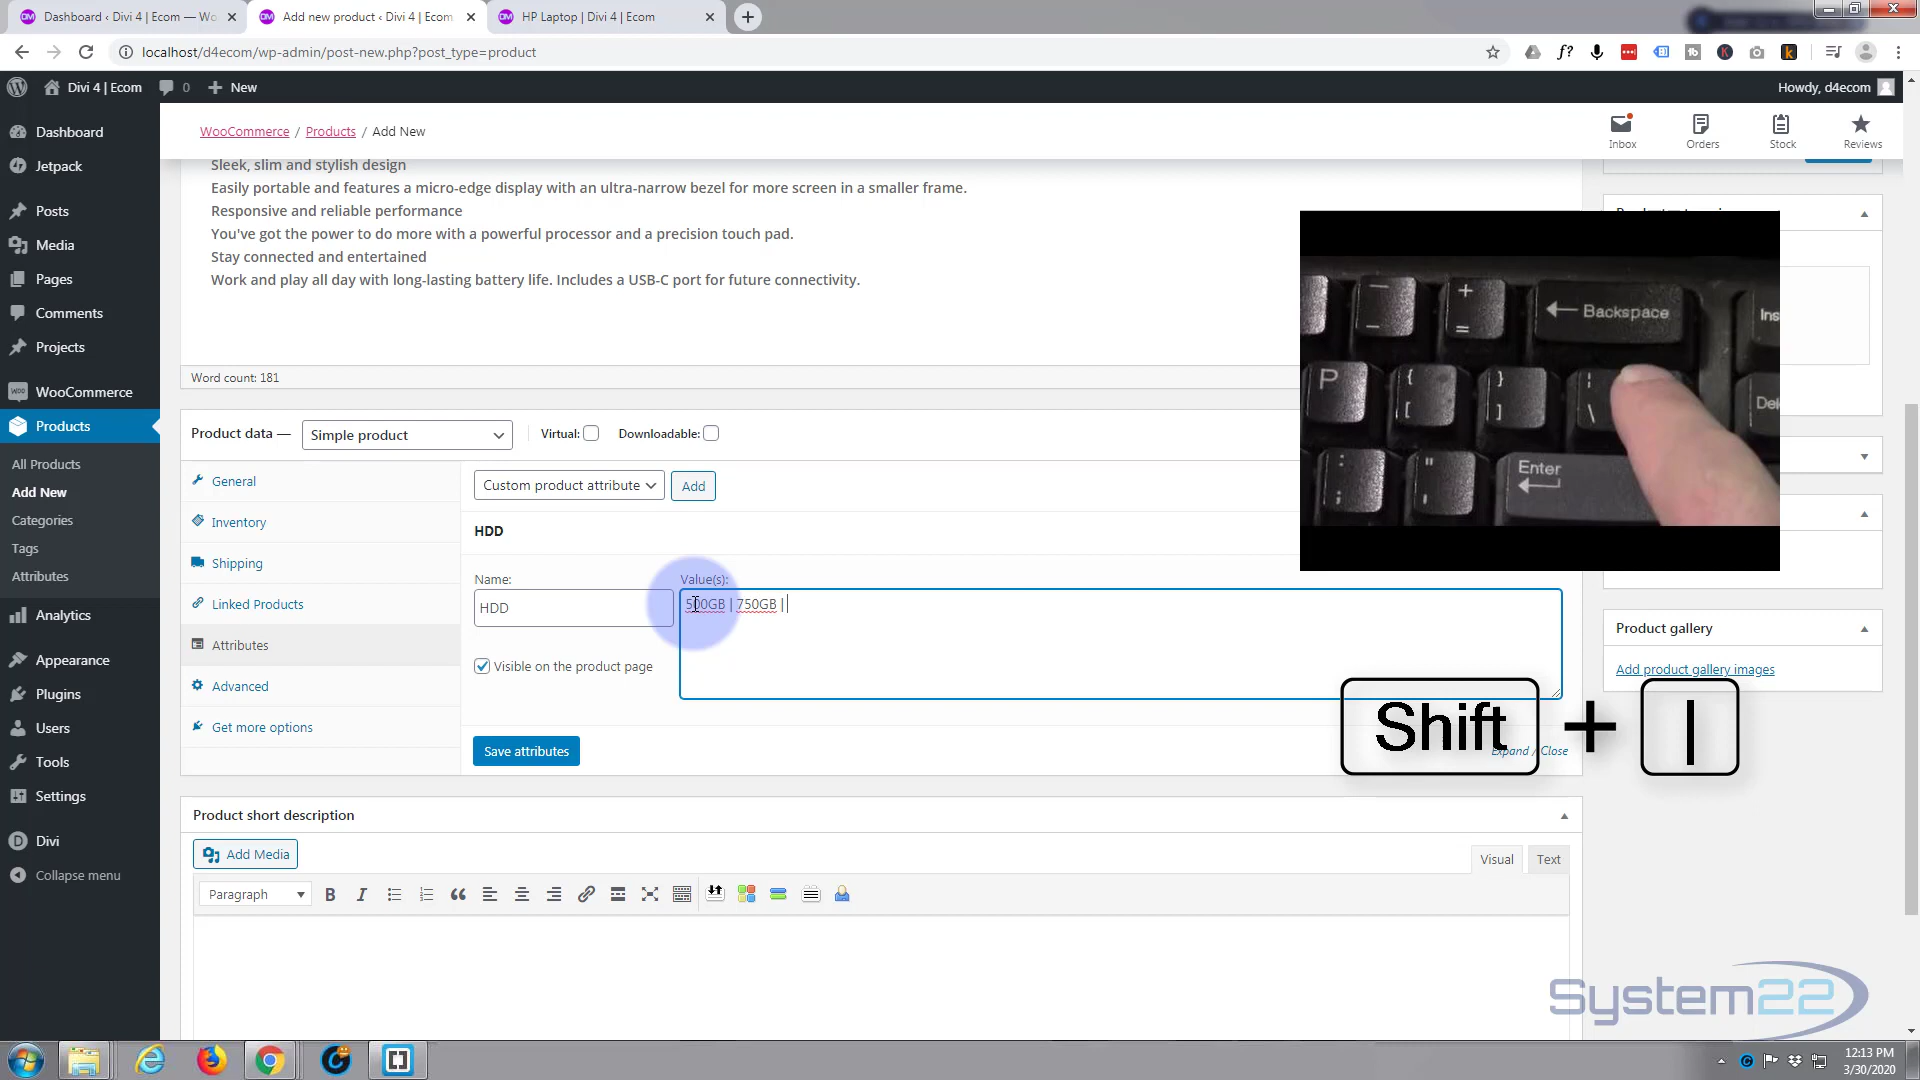 Dashboard ‹ Divi 4 | Ecom — Wo
Add new product ‹ Divi 4 | Ecom
HP Laptop | Divi 4 | Ecom
localhost/d4ecom/wp-admin/post-new.php?post_type=product
Divi 4 | Ecom
0
New
Howdy, d4ecom
Dashboard
Jetpack
Posts
Media
Pages
Comments
Projects
WooCommerce
Products
All Products
Add New
Categories
Tags
Attributes
Analytics
Appearance
Plugins
Users
Tools
Settings
Divi
Collapse menu
WooCommerce / Products / Add New
Inbox
Orders
Stock
Reviews
Sleek, slim and stylish design
Easily portable and features a micro-edge display with an ultra-narrow bezel for more screen in a smaller frame.
Responsive and reliable performance
You've got the power to do more with a powerful processor and a precision touch pad.
Stay connected and entertained
Work and play all day with long-lasting battery life. Includes a USB-C port for future connectivity.
Word count: 181
Product data —
Simple product
Virtual:
Downloadable:
General
Inventory
Shipping
Linked Products
Attributes
Advanced
Get more options
Custom product attribute
Add
HDD
Name:
Value(s):
HDD
500GB | 750GB |
Visible on the product page
Save attributes
Expand / Close
Backspace
Ins
P
Del
Enter
Product gallery
Add product gallery images
Shift + |
Product short description
Add Media
Visual
Text
Paragraph
System22
12:13 PM
3/30/2020